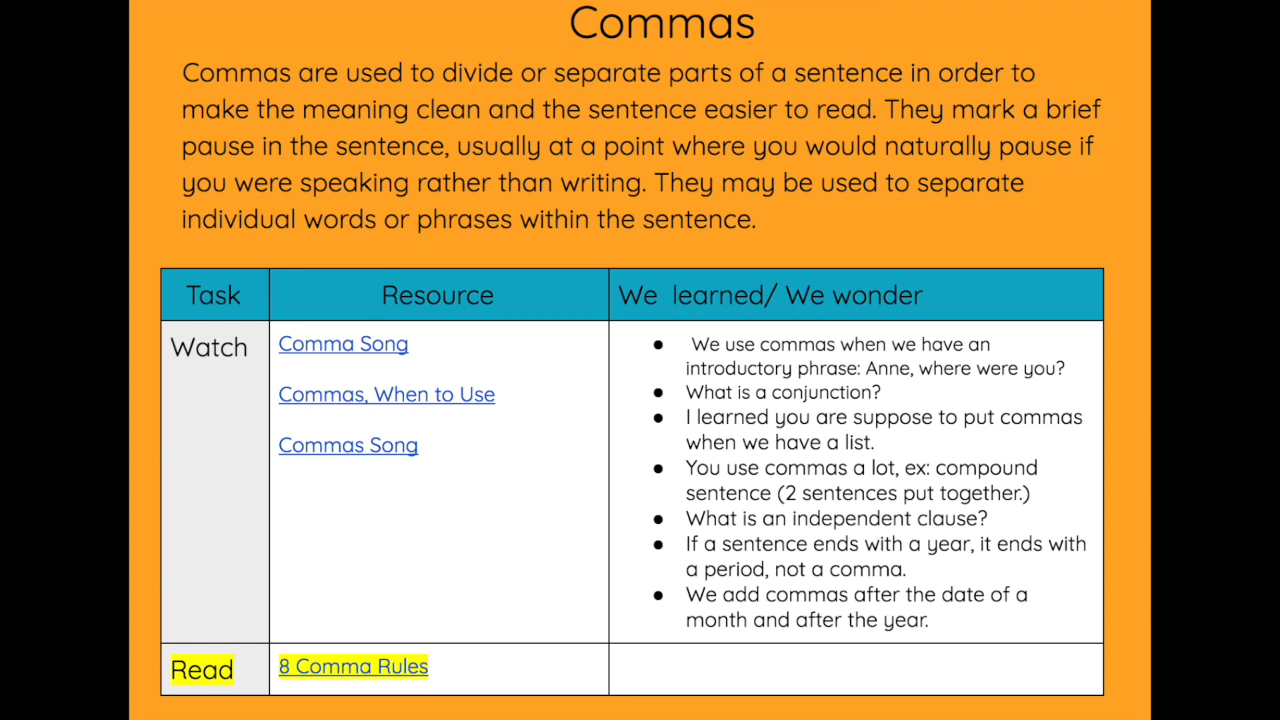 Commas
Commas are used to divide or separate parts of a sentence in order to
make the meaning clean and the sentence easier to read. They mark a brief
pause in the sentence, usually at a point where you would naturally pause if
you were speaking rather than writing. They may be used to separate
individual words or phrases within the sentence.
Task
Resource
We learned/ We wonder
Watch
Comma Song
Commas, When to Use
Commas Song
● We use commas when we have an
introductory phrase: Anne, where were you?
● What is a conjunction?
● I learned you are suppose to put commas
when we have a list.
● You use commas a lot, ex: compound
sentence (2 sentences put together.)
● What is an independent clause?
● If a sentence ends with a year, it ends with
a period, not a comma.
● We add commas after the date of a
month and after the year.
Read
8 Comma Rules